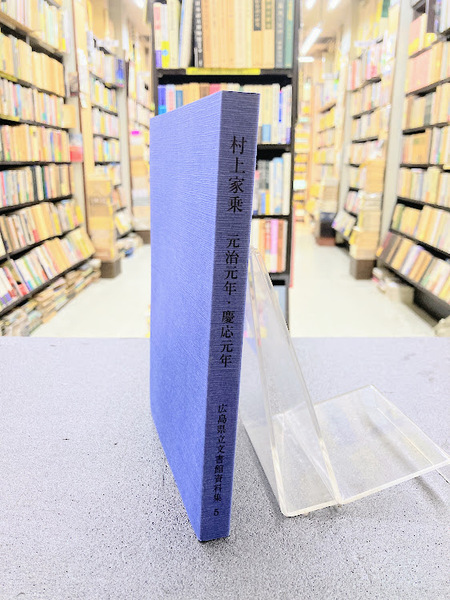 村上家乗 元治元年・慶応元年
広島県立文書館資料集 5